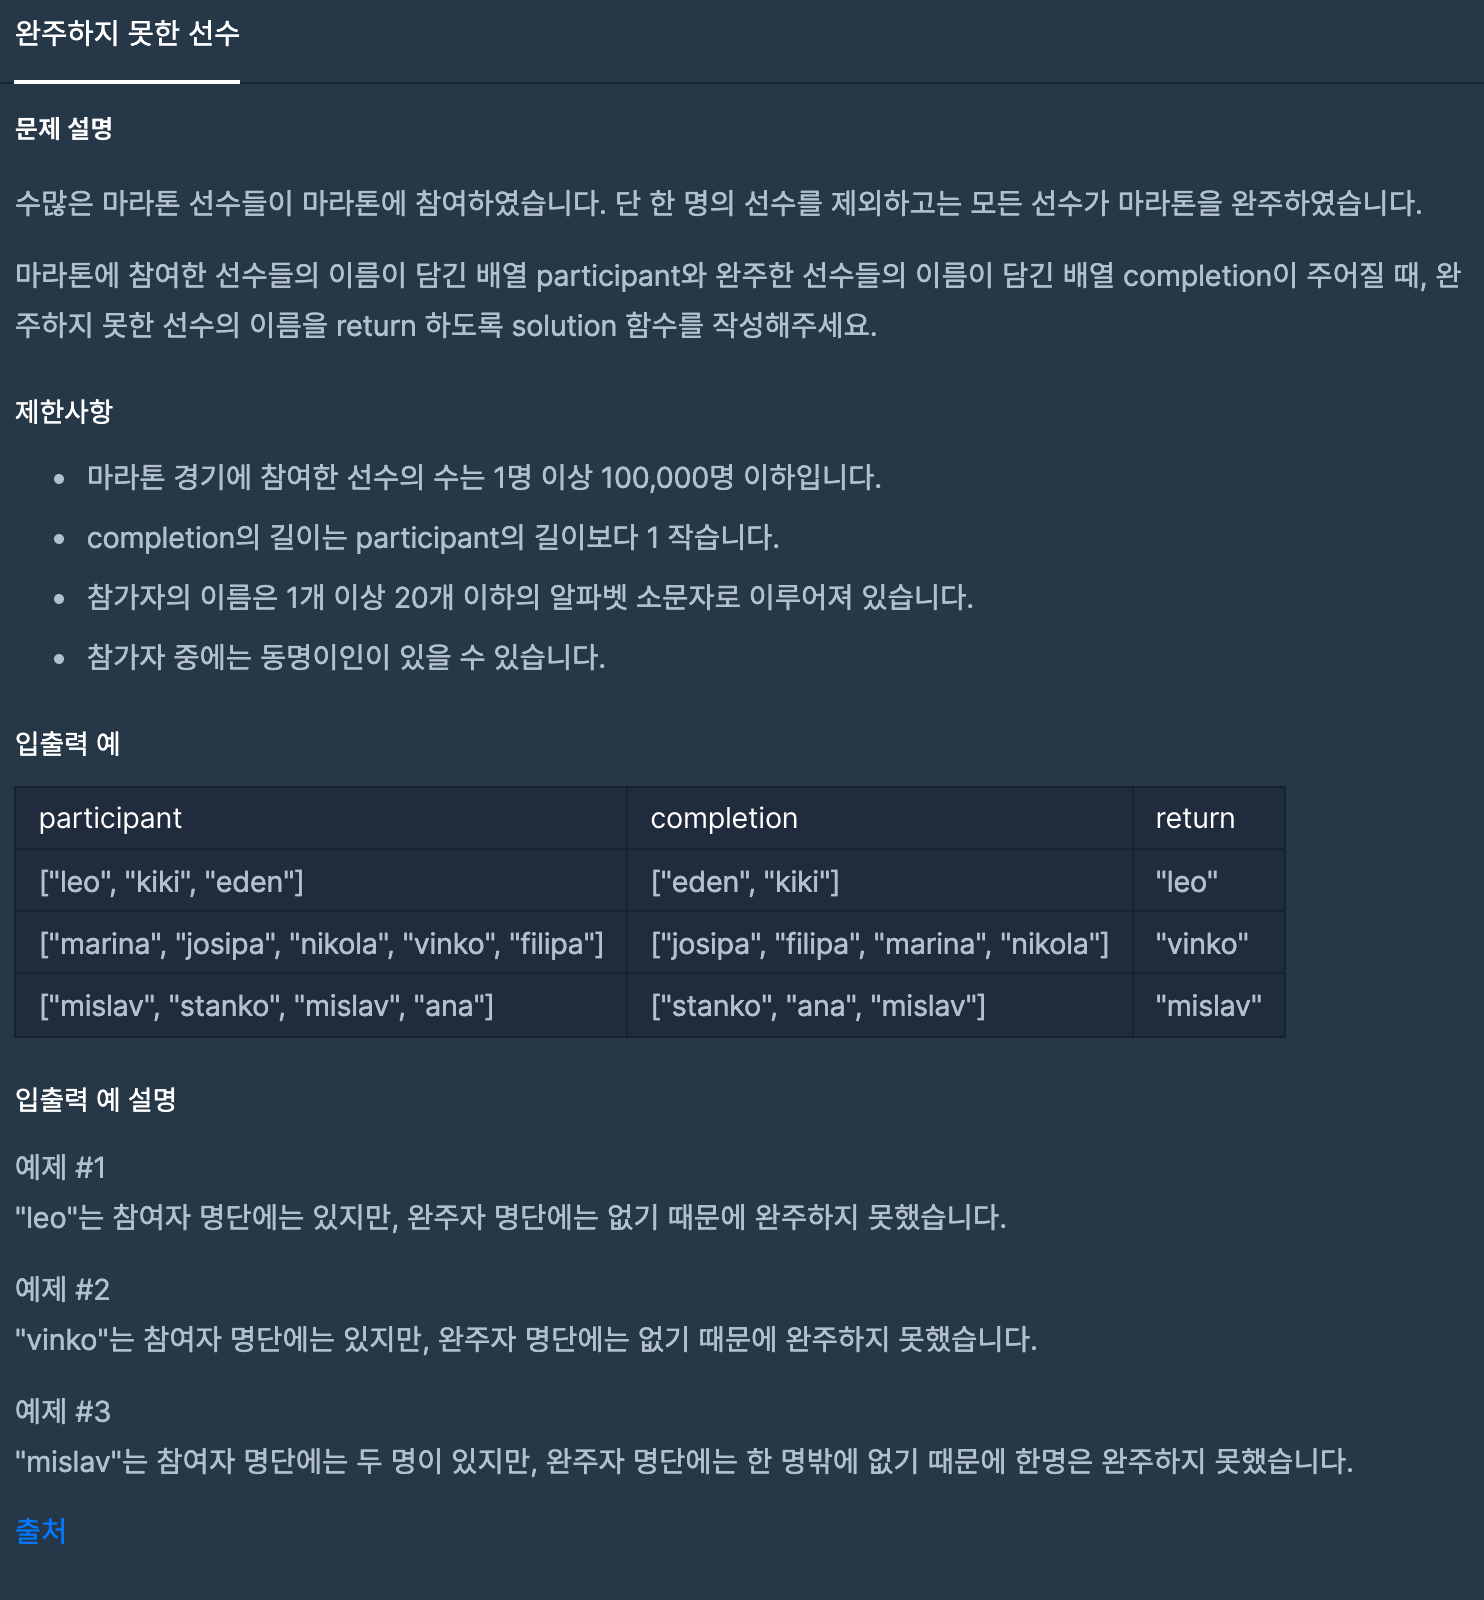 완주하지 못한 선수
문제 설명
수많은 마라톤 선수들이 마라톤에 참여하였습니다. 단 한 명의 선수를 제외하고는 모든 선수가 마라톤을 완주하였습니다.
마라톤에 참여한 선수들의 이름이 담긴 배열 participant와 완주한 선수들의 이름이 담긴 배열 completion이 주어질 때, 완
주하지 못한 선수의 이름을 return 하도록 solution 함수를 작성해주세요.
제한사항
• 마라톤 경기에 참여한 선수의 수는 1명 이상 100,000명 이하입니다.
• completion의 길이는 participant의 길이보다 1 작습니다.
• 참가자의 이름은 1개 이상 20개 이하의 알파벳 소문자로 이루어져 있습니다.
• 참가자 중에는 동명이인이 있을 수 있습니다.
입출력 예
participant completion return
["leo", "kiki", "eden"] ["eden", "kiki"] "leo"
["marina", "josipa", "nikola", "vinko", "filipa"] ["josipa", "filipa", "marina", "nikola"] "vinko"
["mislav", "stanko", "mislav", "ana"] ["stanko", "ana", "mislav"] "mislav"
입출력 예 설명
예제 #1
"leo"는 참여자 명단에는 있지만, 완주자 명단에는 없기 때문에 완주하지 못했습니다.
예제 #2
"vinko"는 참여자 명단에는 있지만, 완주자 명단에는 없기 때문에 완주하지 못했습니다.
예제 #3
"mislav"는 참여자 명단에는 두 명이 있지만, 완주자 명단에는 한 명밖에 없기 때문에 한명은 완주하지 못했습니다.
출처